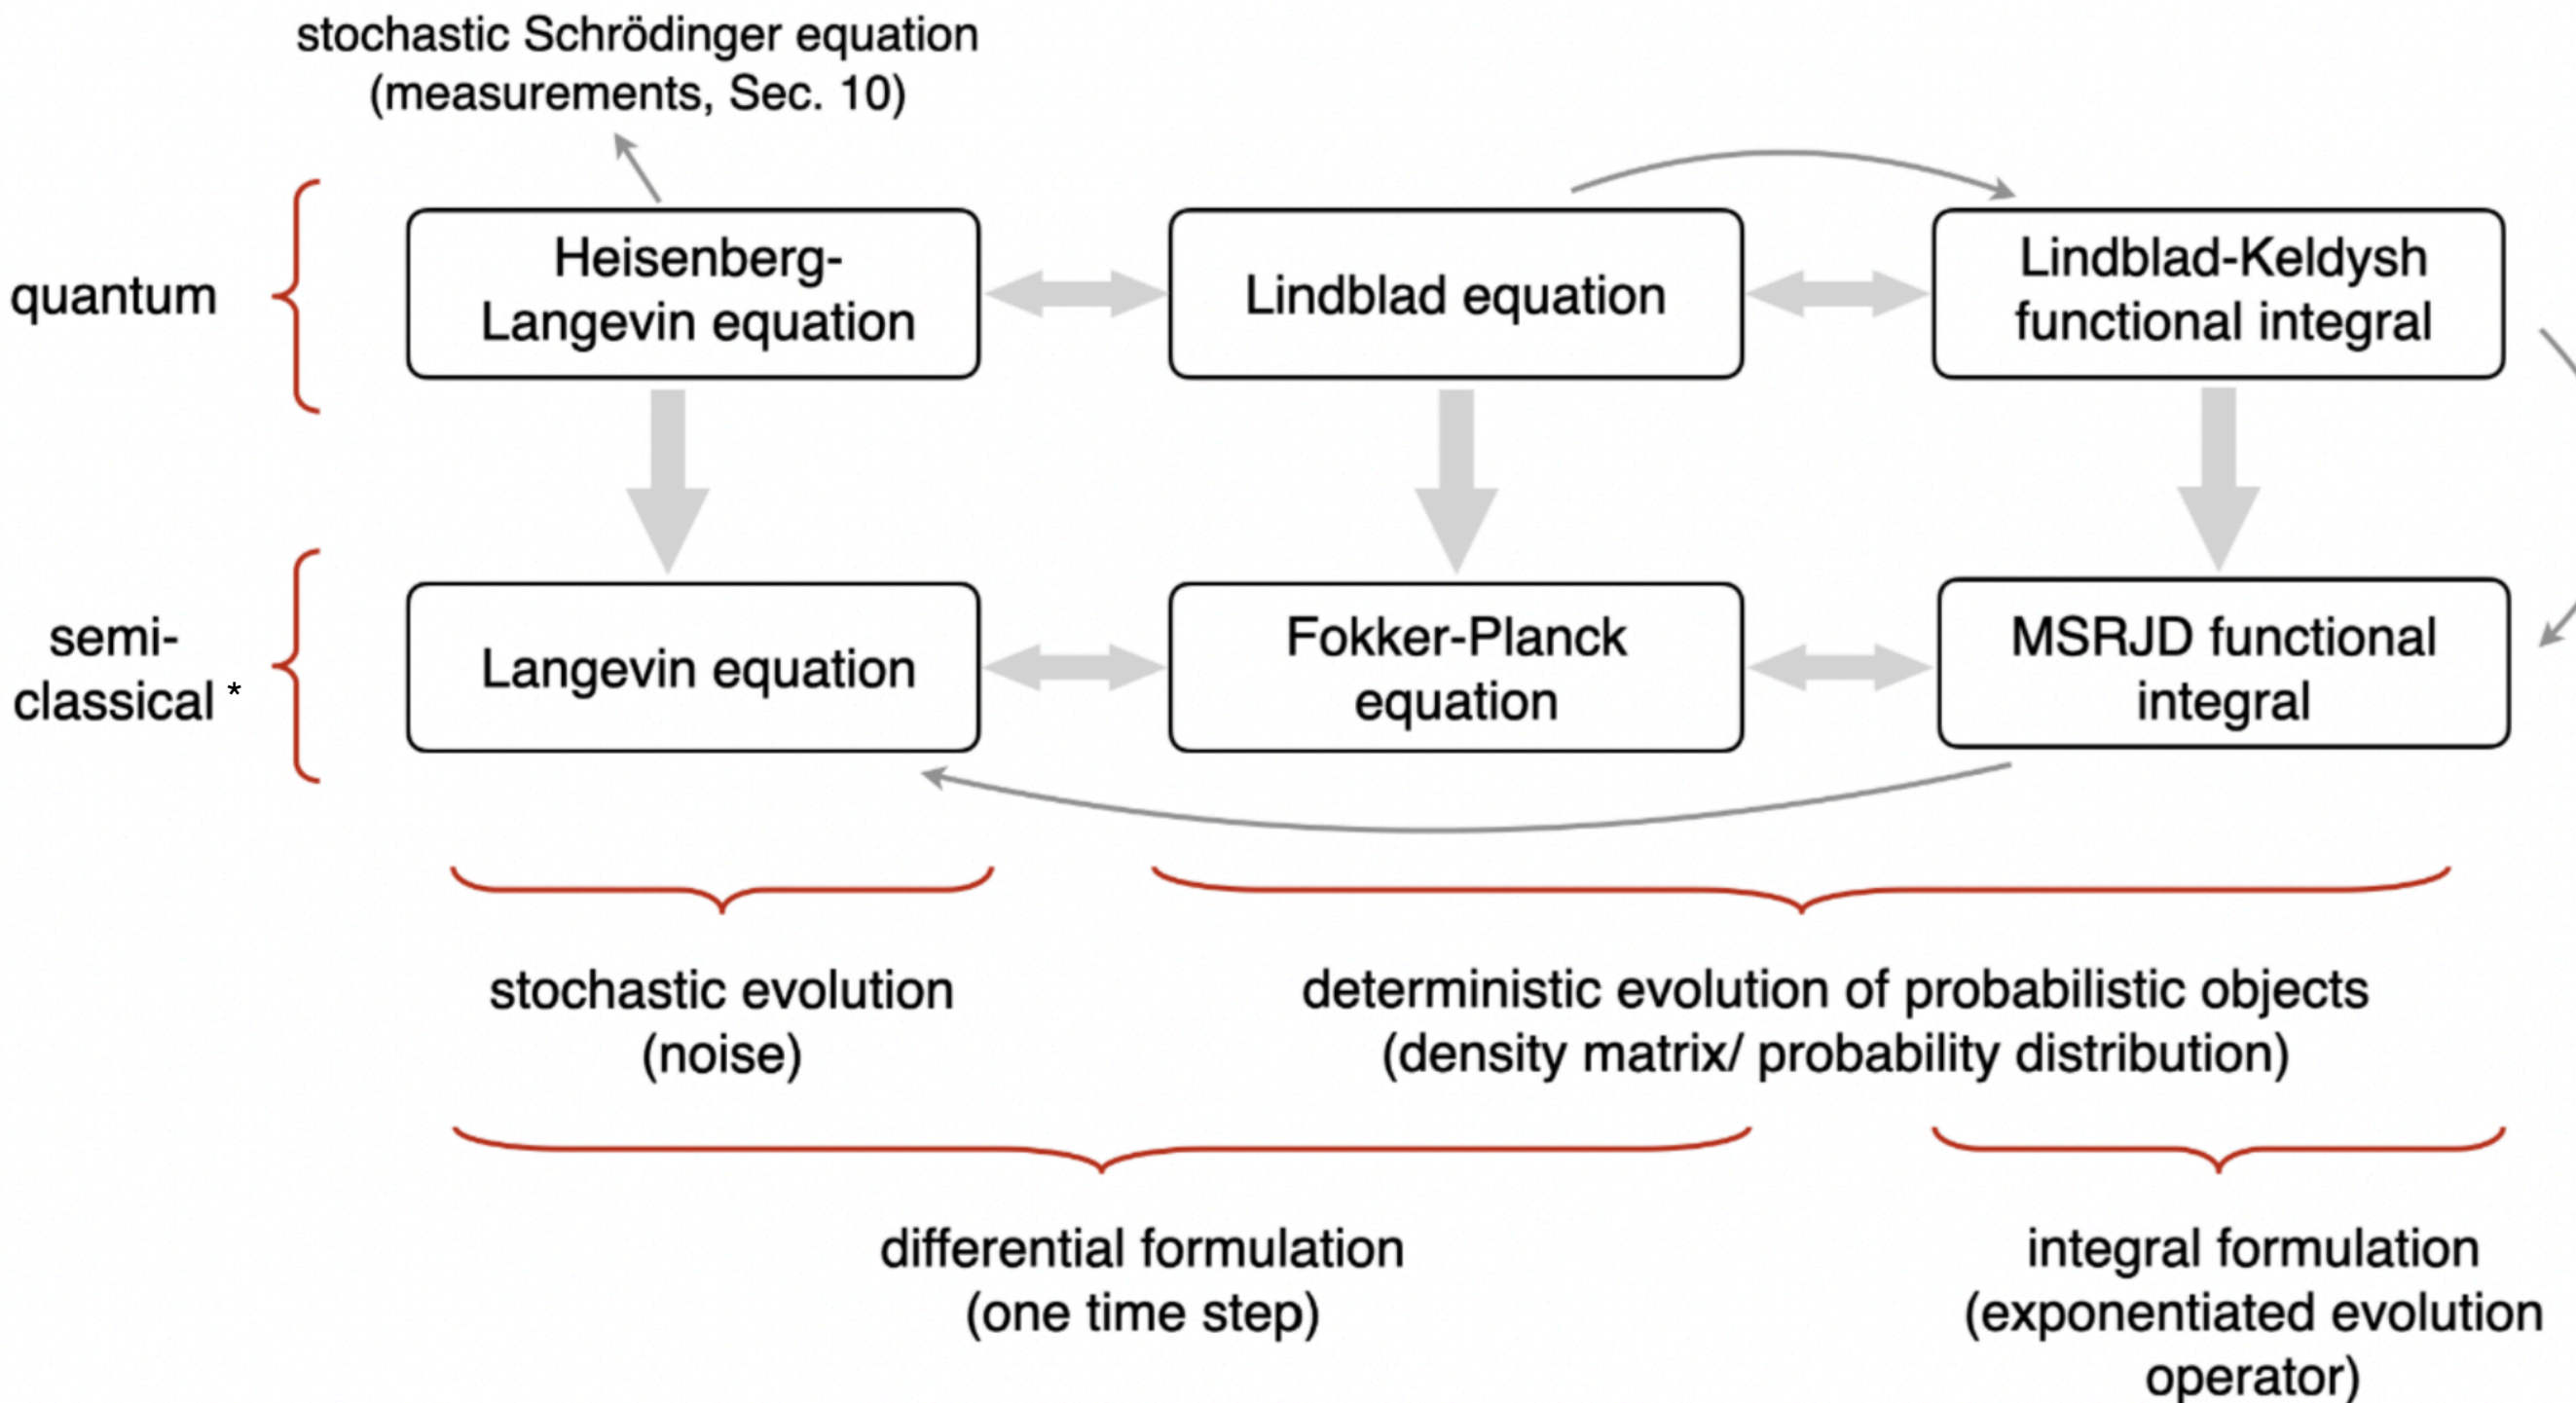 stochastic Schrödinger equation
(measurements, Sec. 10)
quantum
Heisenberg-
Langevin equation
Lindblad equation
Lindblad-Keldysh
functional integral
semi-
classical *
Langevin equation
Fokker-Planck
equation
MSRJD functional
integral
stochastic evolution
(noise)
deterministic evolution of probabilistic objects
(density matrix/ probability distribution)
differential formulation
(one time step)
integral formulation
(exponentiated evolution
operator)